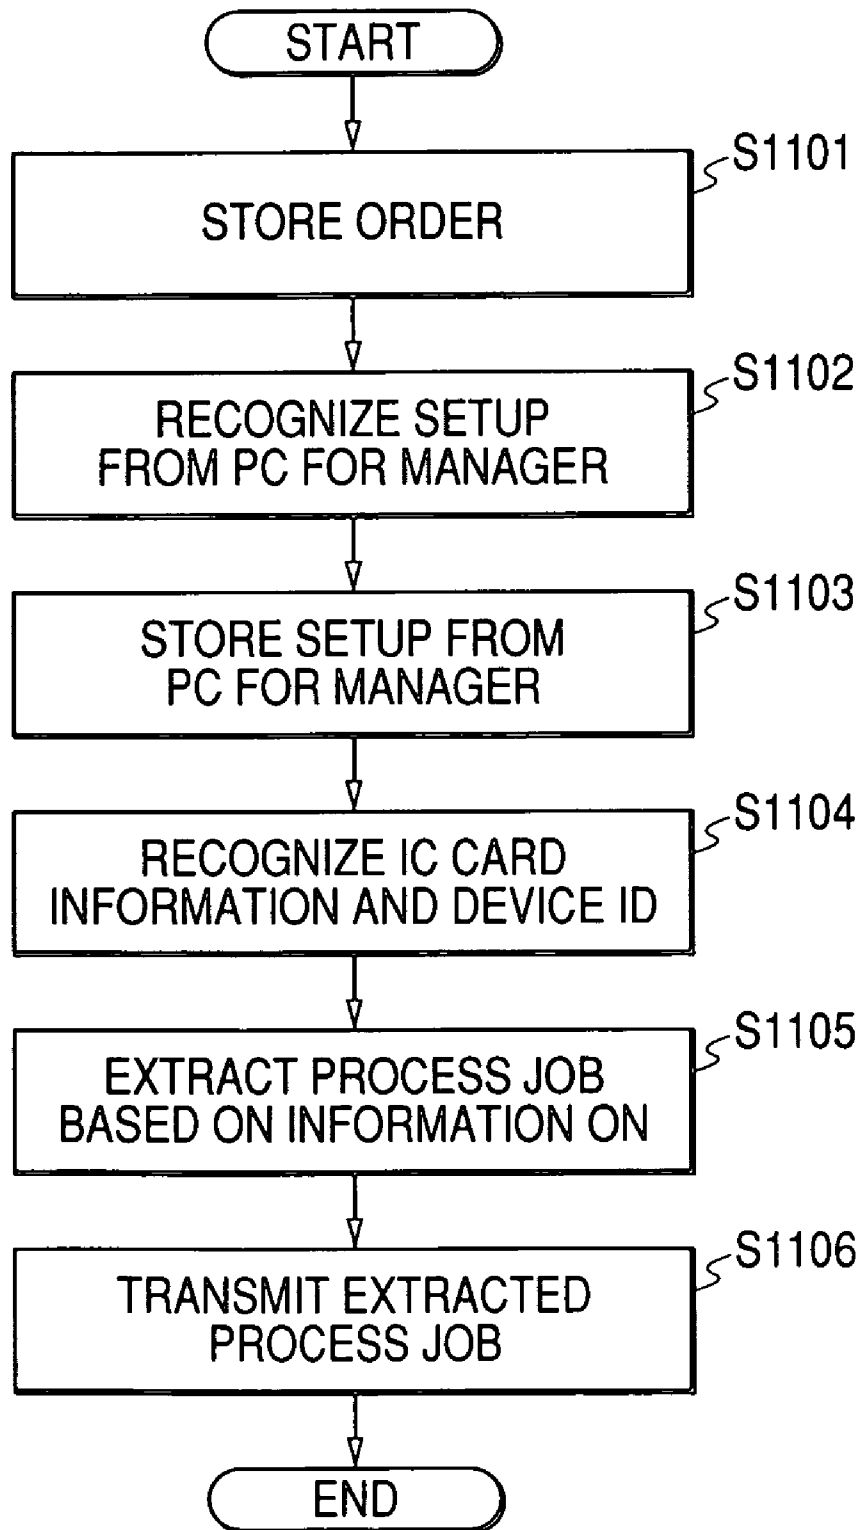 START
S1101
STORE ORDER
S1102
RECOGNIZE SETUP
FROM PC FOR MANAGER
S1103
STORE SETUP FROM
PC FOR MANAGER
S1104
RECOGNIZE IC CARD
INFORMATION AND DEVICE ID
S1105
EXTRACT PROCESS JOB
BASED ON INFORMATION ON
S1106
TRANSMIT EXTRACTED
PROCESS JOB
END